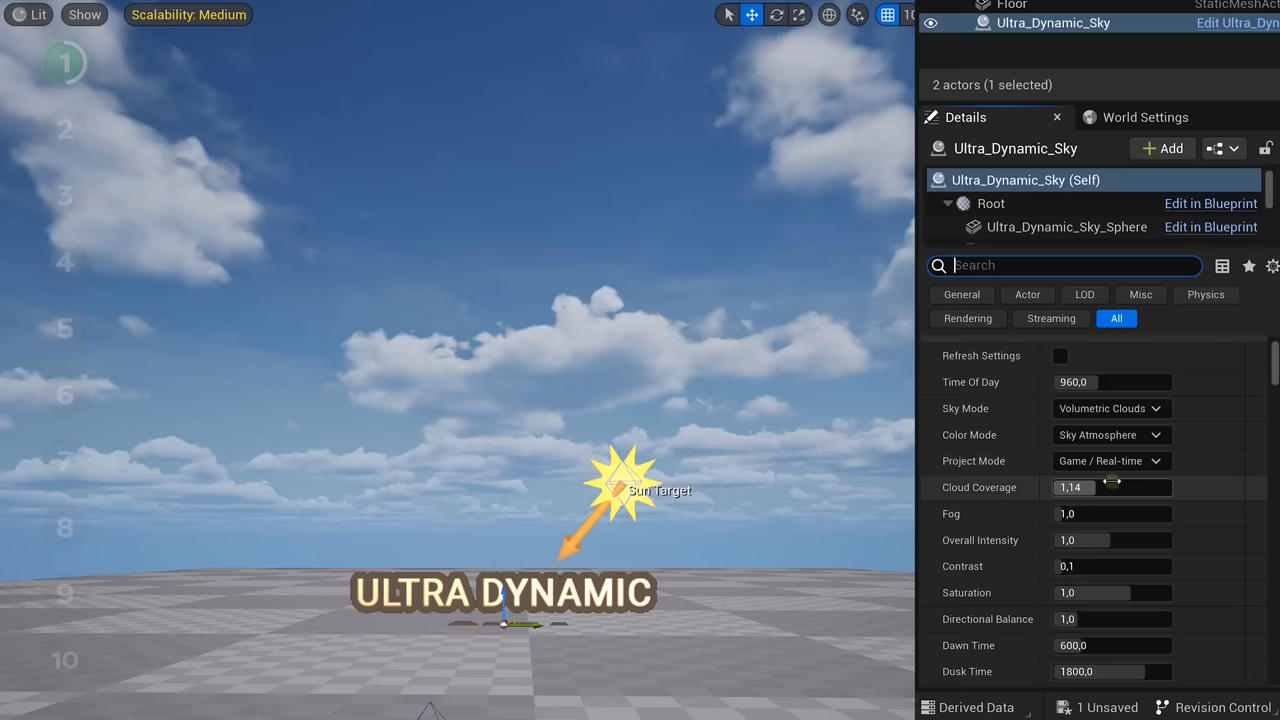 Lit
Show
Scalability: Medium
10
Floor
StaticMeshAct
Ultra_Dynamic_Sky
Edit Ultra_Dyn
2 actors (1 selected)
Details
World Settings
Ultra_Dynamic_Sky
Add
Ultra_Dynamic_Sky (Self)
Root
Edit in Blueprint
Ultra_Dynamic_Sky_Sphere
Edit in Blueprint
Search
General
Actor
LOD
Misc
Physics
Rendering
Streaming
All
Refresh Settings
Time Of Day
960,0
Sky Mode
Volumetric Clouds
Color Mode
Sky Atmosphere
Project Mode
Game / Real-time
Cloud Coverage
1,14
Fog
1,0
Overall Intensity
1,0
Contrast
0,1
Saturation
1,0
Directional Balance
1,0
Dawn Time
600,0
Dusk Time
1800,0
Derived Data
1 Unsaved
Revision Control
1
2
3
4
5
6
7
8
9
10
Sun Target
ULTRA DYNAMIC